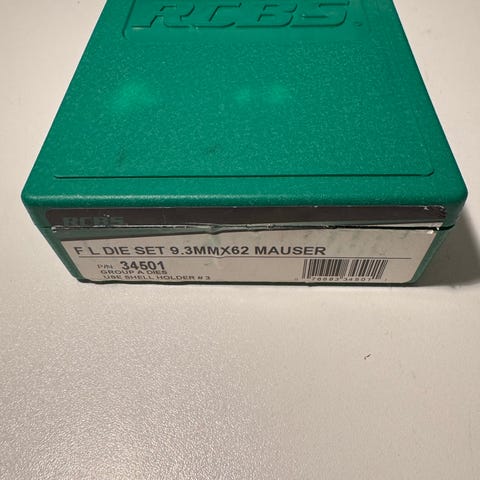 RCBS
RCBS
F L DIE SET 9.3MMX62 MAUSER
P/N 34501
GROUP A DIES
USE SHELL HOLDER # 3